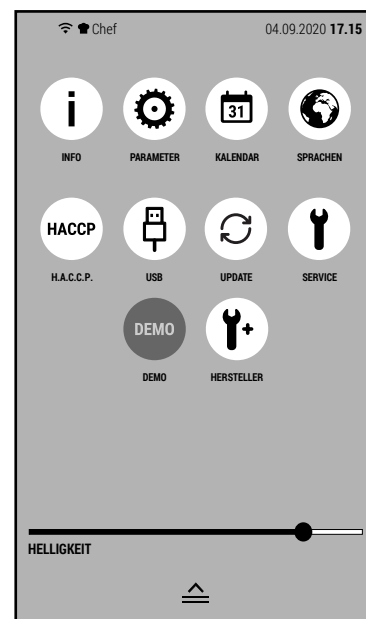 Chef 04.09.2020 17.15
i 31
INFO PARAMETER KALENDAR SPRACHEN
HACCP
H.A.C.C.P. USB UPDATE SERVICE
DEMO
DEMO HERSTELLER
HELLIGKEIT